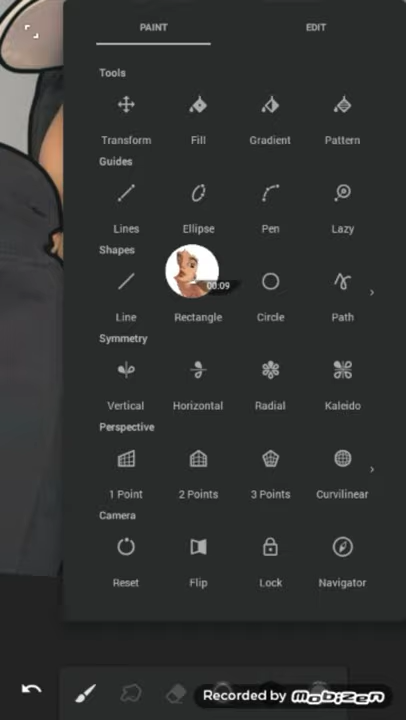 PAINT EDIT
Tools
Transform Fill Gradient Pattern
Guides
Lines Ellipse Pen Lazy
Shapes
00:09
Line Rectangle Circle Path
Symmetry
Vertical Horizontal Radial Kaleido
Perspective
1 Point 2 Points 3 Points Curvilinear
Camera
Reset Flip Lock Navigator
Recorded by mobizen